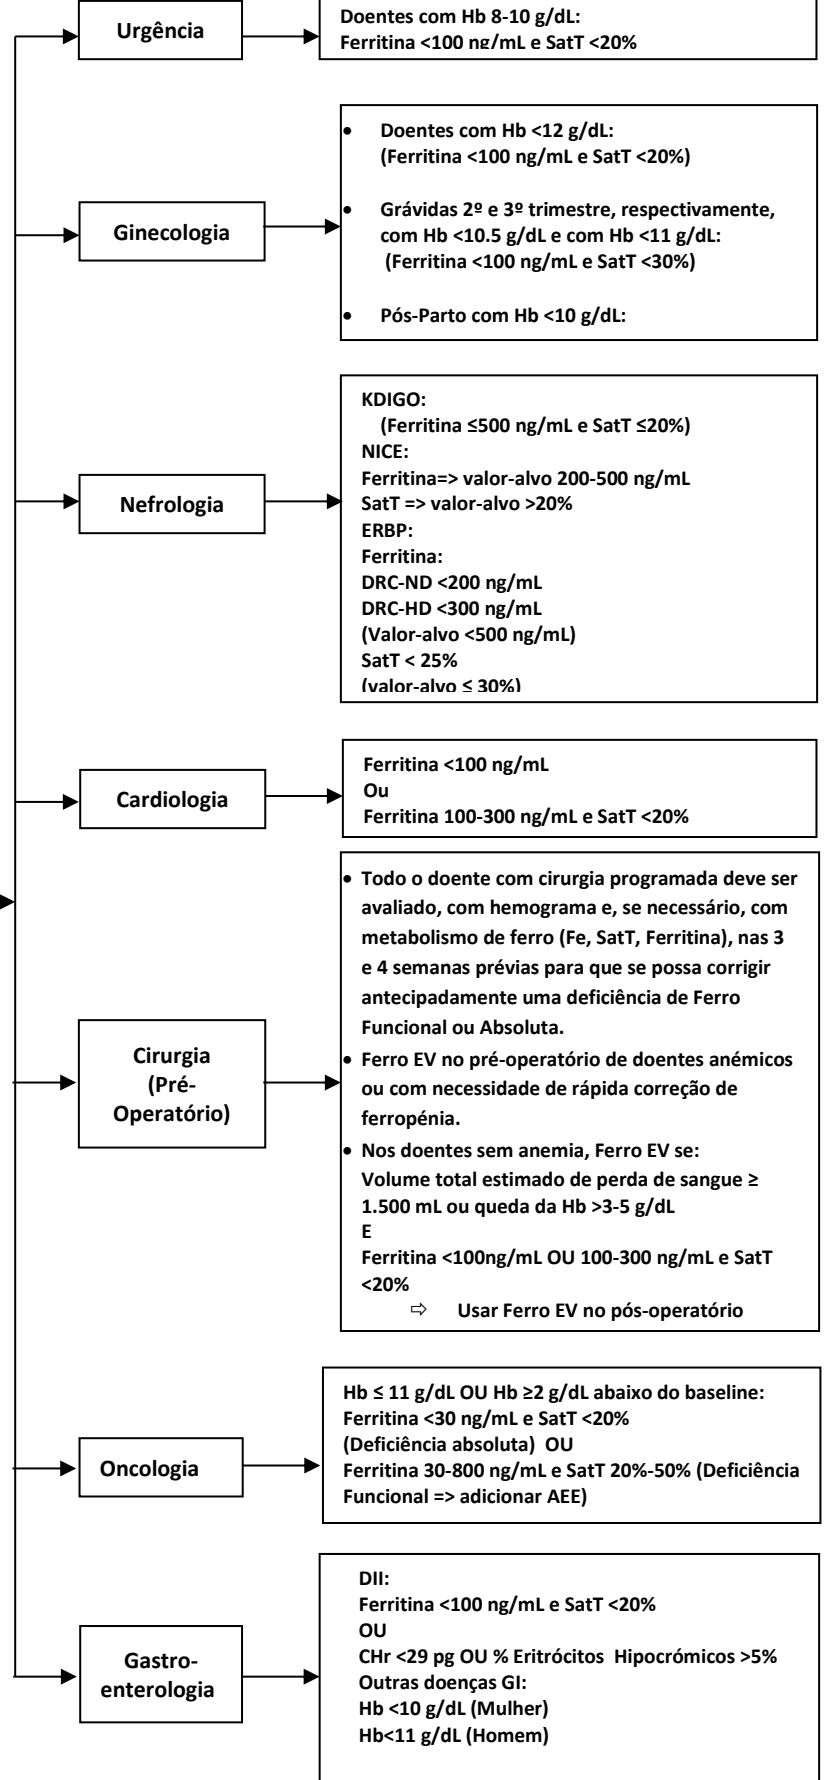 Urgência
Doentes com Hb 8-10 g/dL:
Ferritina <100 ng/mL e SatT <20%
Ginecologia
• Doentes com Hb <12 g/dL:
(Ferritina <100 ng/mL e SatT <20%)
• Grávidas 2º e 3º trimestre, respectivamente,
com Hb <10.5 g/dL e com Hb <11 g/dL:
(Ferritina <100 ng/mL e SatT <30%)
• Pós-Parto com Hb <10 g/dL:
Nefrologia
KDIGO:
(Ferritina ≤500 ng/mL e SatT ≤20%)
NICE:
Ferritina=> valor-alvo 200-500 ng/mL
SatT => valor-alvo >20%
ERBP:
Ferritina:
DRC-ND <200 ng/mL
DRC-HD <300 ng/mL
(Valor-alvo <500 ng/mL)
SatT < 25%
(valor-alvo ≤ 30%)
Cardiologia
Ferritina <100 ng/mL
Ou
Ferritina 100-300 ng/mL e SatT <20%
Cirurgia
(Pré-
Operatório)
• Todo o doente com cirurgia programada deve ser
avaliado, com hemograma e, se necessário, com
metabolismo de ferro (Fe, SatT, Ferritina), nas 3
e 4 semanas prévias para que se possa corrigir
antecipadamente uma deficiência de Ferro
Funcional ou Absoluta.
• Ferro EV no pré-operatório de doentes anémicos
ou com necessidade de rápida correção de
ferropénia.
• Nos doentes sem anemia, Ferro EV se:
Volume total estimado de perda de sangue ≥
1.500 mL ou queda da Hb >3-5 g/dL
E
Ferritina <100ng/mL OU 100-300 ng/mL e SatT
<20%
⇨ Usar Ferro EV no pós-operatório
Oncologia
Hb ≤ 11 g/dL OU Hb ≥2 g/dL abaixo do baseline:
Ferritina <30 ng/mL e SatT <20%
(Deficiência absoluta) OU
Ferritina 30-800 ng/mL e SatT 20%-50% (Deficiência
Funcional => adicionar AEE)
Gastro-
enterologia
DII:
Ferritina <100 ng/mL e SatT <20%
OU
CHr <29 pg OU % Eritrócitos Hipocrómicos >5%
Outras doenças GI:
Hb <10 g/dL (Mulher)
Hb<11 g/dL (Homem)